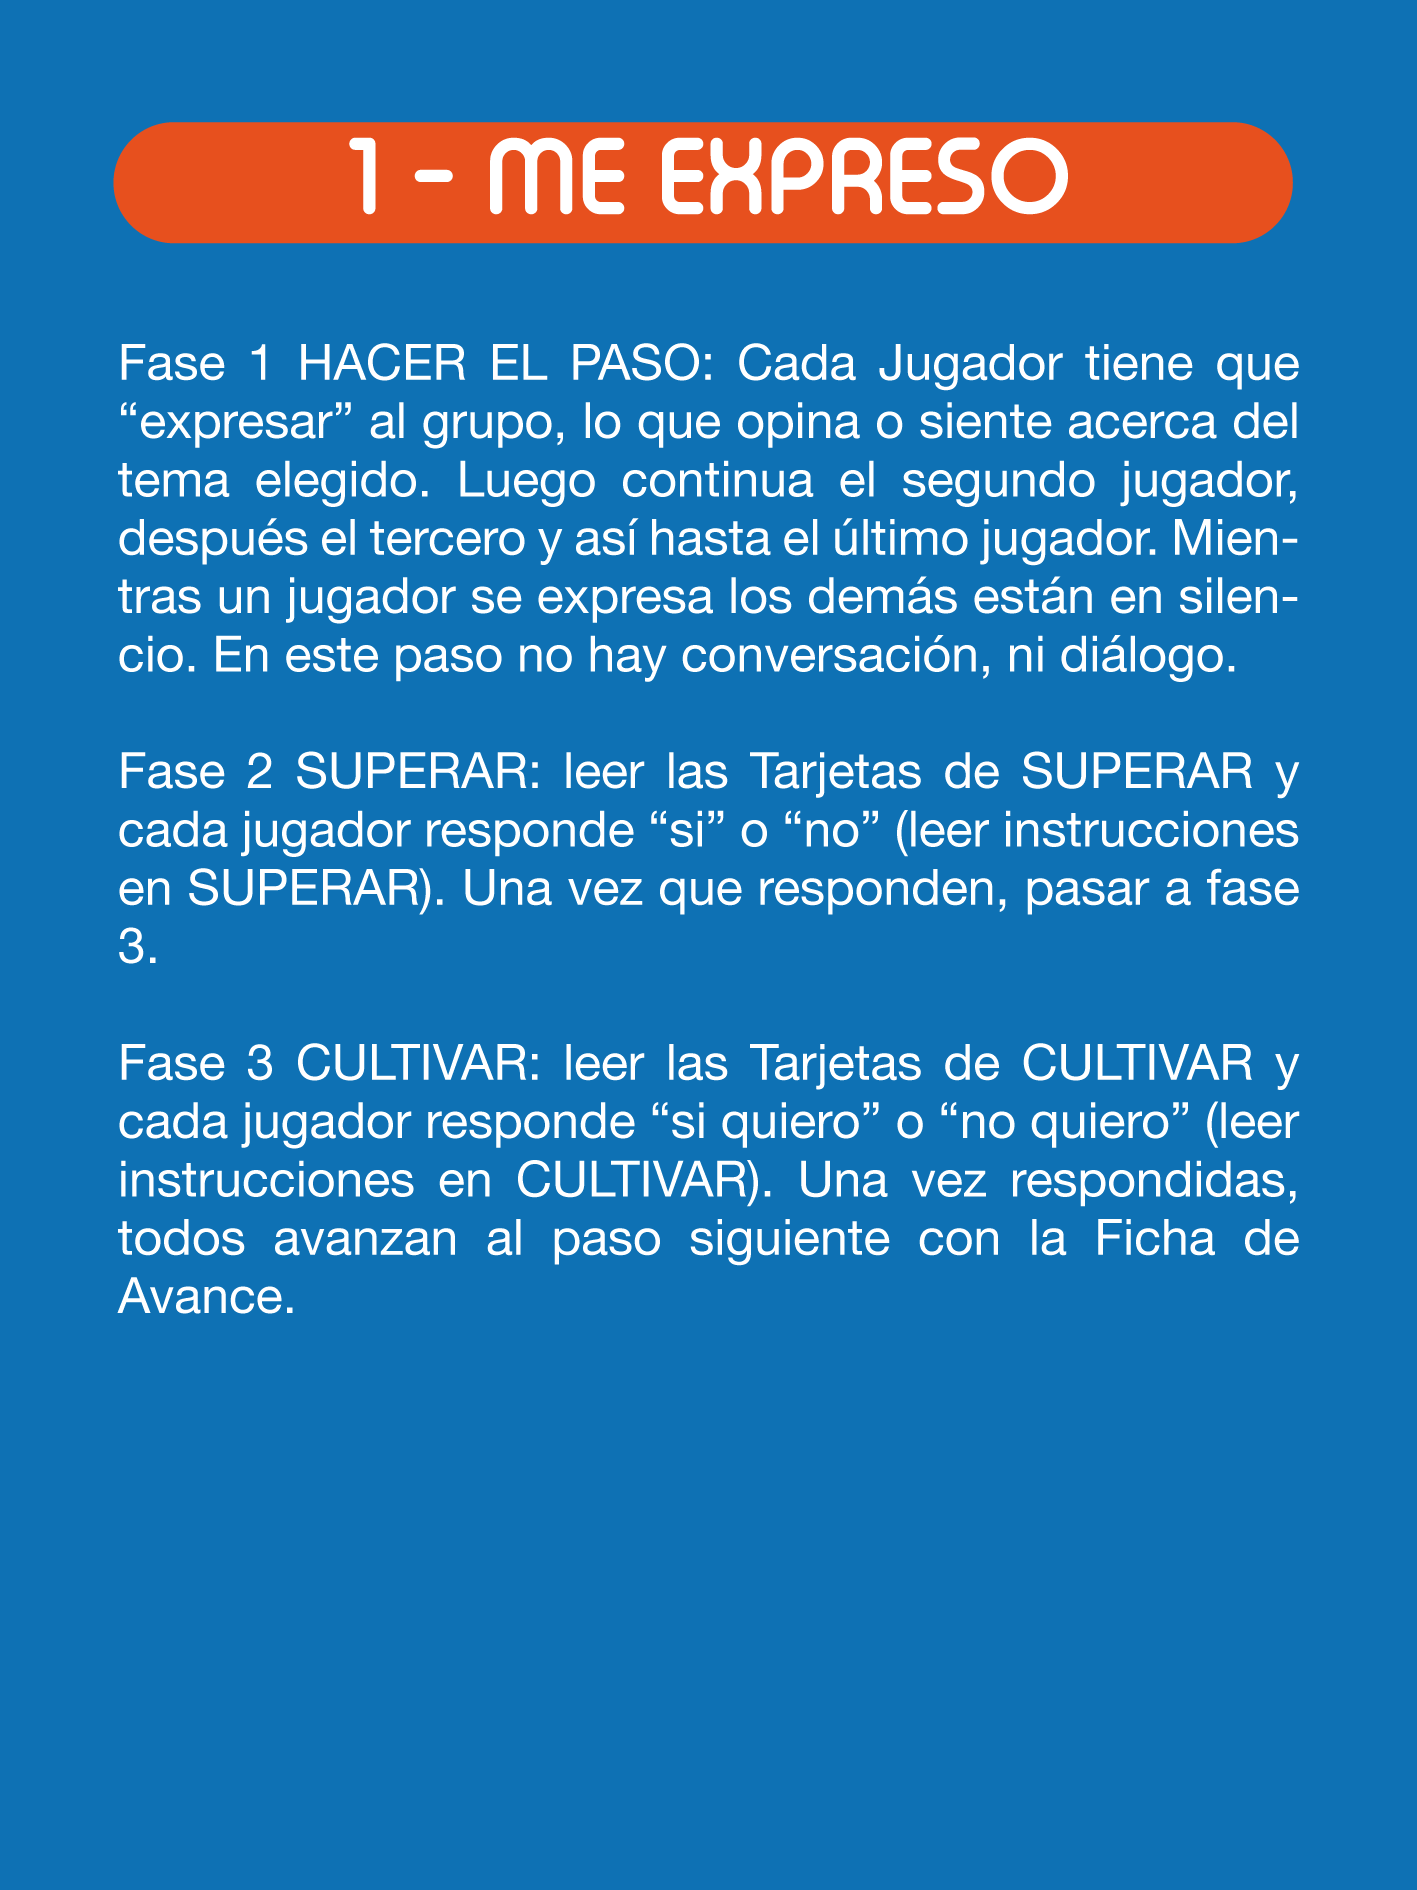 1 - ME EXPRESO
Fase 1 HACER EL PASO: Cada Jugador tiene que
“expresar” al grupo, lo que opina o siente acerca del
tema elegido. Luego continua el segundo jugador,
después el tercero y así hasta el último jugador. Mien-
tras un jugador se expresa los demás están en silen-
cio. En este paso no hay conversación, ni diálogo.
Fase 2 SUPERAR: leer las Tarjetas de SUPERAR y
cada jugador responde “si” o “no” (leer instrucciones
en SUPERAR). Una vez que responden, pasar a fase
3.
Fase 3 CULTIVAR: leer las Tarjetas de CULTIVAR y
cada jugador responde “si quiero” o “no quiero” (leer
instrucciones en CULTIVAR). Una vez respondidas,
todos avanzan al paso siguiente con la Ficha de
Avance.